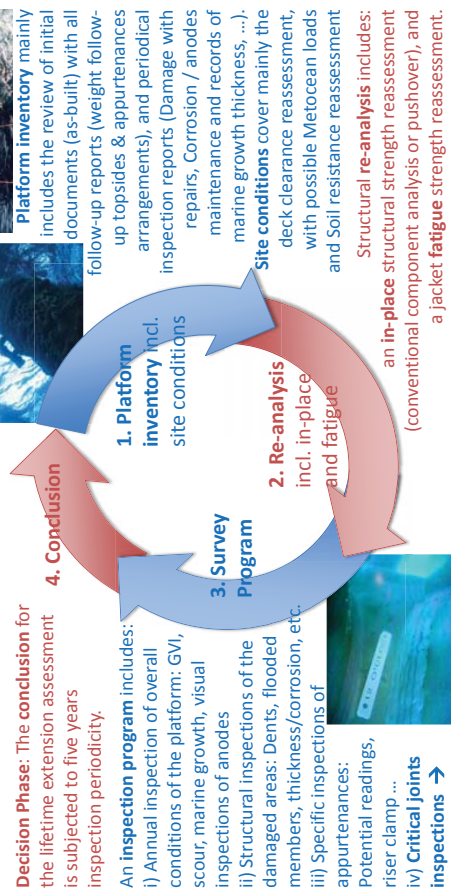 Decision Phase: The conclusion for
the lifetime extension assessment
is subjected to five years
inspection periodicity.
An inspection program includes:
i) Annual inspection of overall
conditions of the platform: GVI,
scour, marine growth, visual
inspections of anodes
ii) Structural inspections of the
damaged areas: Dents, flooded
members, thickness/corrosion, etc.
iii) Specific inspections of
appurtenances:
Potential readings,
riser clamp ...
iv) Critical joints
inspections →
4. Conclusion
3. Survey
Program
1. Platform
inventory incl.
site conditions
2. Re-analysis
incl. in-place
and fatigue
Platform inventory mainly
includes the review of initial
documents (as-built) with all
follow-up reports (weight follow-
up topsides & appurtenances
arrangements), and periodical
inspection reports (Damage with
repairs, Corrosion / anodes
maintenance and records of
marine growth thickness, ...).
Site conditions cover mainly the
deck clearance reassessment,
with possible Metocean loads
and Soil resistance reassessment
Structural re-analysis includes:
an in-place structural strength reassessment
(conventional component analysis or pushover), and
a jacket fatigue strength reassessment.